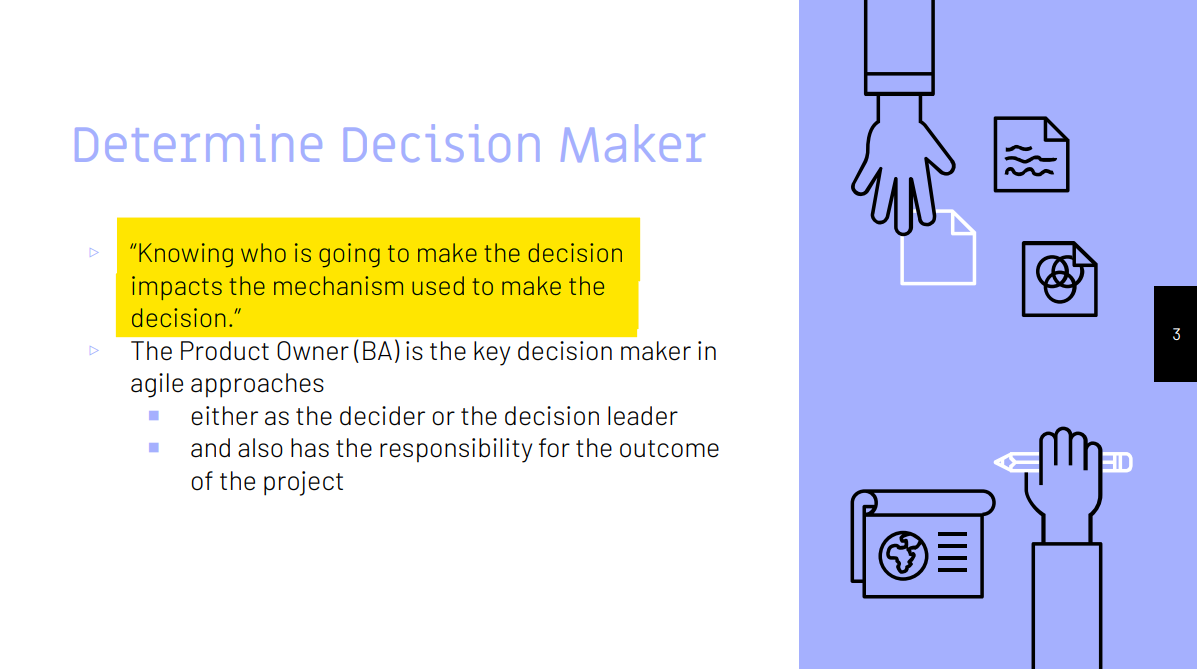 Determine Decision Maker
“Knowing who is going to make the decision
impacts the mechanism used to make the
decision.”
The Product Owner (BA) is the key decision maker in
agile approaches
either as the decider or the decision leader
and also has the responsibility for the outcome
of the project
3